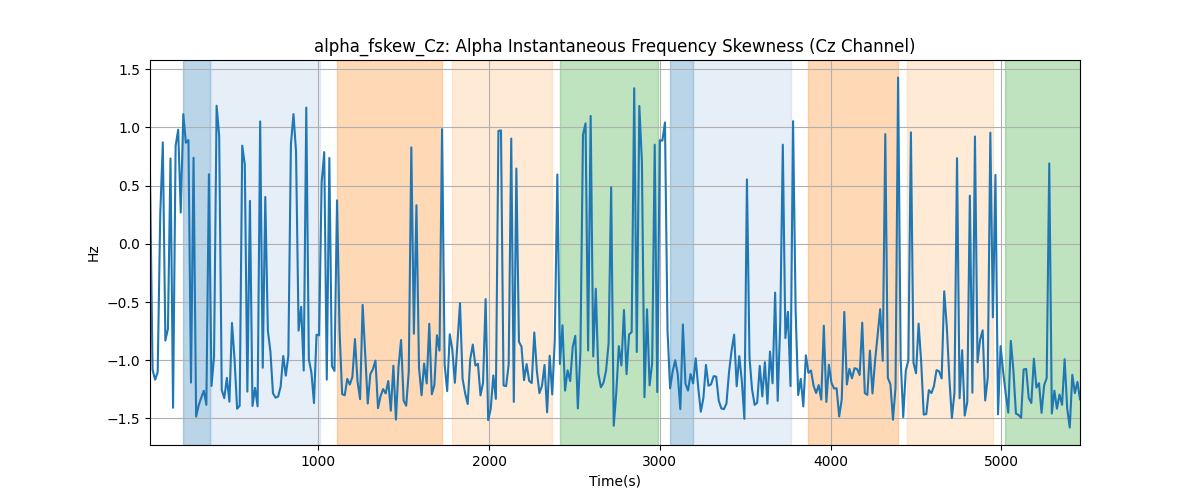 alpha_fskew_Cz: Alpha Instantaneous Frequency Skewness (Cz Channel)
1.5
1.0
0.5
0.0
−0.5
−1.0
−1.5
Hz
1000 2000 3000 4000 5000
Time(s)